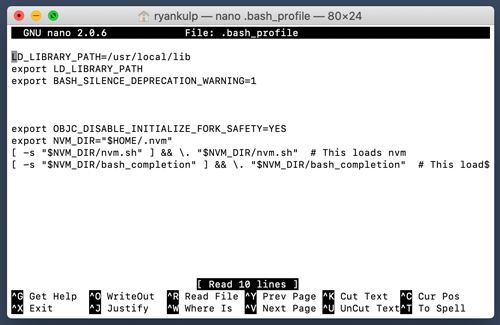 ryankulp — nano .bash_profile — 80×24
GNU nano 2.0.6 File: .bash_profile
LD_LIBRARY_PATH=/usr/local/lib
export LD_LIBRARY_PATH
export BASH_SILENCE_DEPRECATION_WARNING=1
export OBJC_DISABLE_INITIALIZE_FORK_SAFETY=YES
export NVM_DIR="$HOME/.nvm"
[ -s "$NVM_DIR/nvm.sh" ] && \. "$NVM_DIR/nvm.sh"  # This loads nvm
[ -s "$NVM_DIR/bash_completion" ] && \. "$NVM_DIR/bash_completion"  # This load$
[ Read 10 lines ]
^G Get Help ^O WriteOut ^R Read File ^Y Prev Page ^K Cut Text ^C Cur Pos
^X Exit ^J Justify ^W Where Is ^V Next Page ^U UnCut Text ^T To Spell